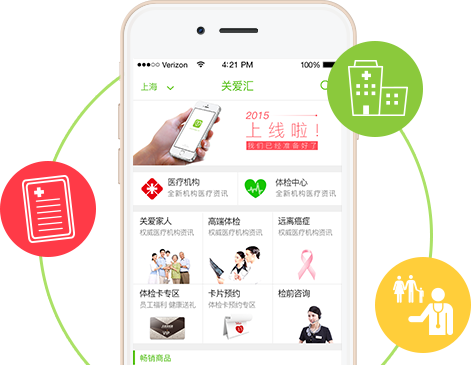 Verizon 4:21 PM 100%
上海 关爱汇
2015
上线啦!
我们已经准备好了
医疗机构 体检中心
全新机构医疗资讯 全新机构医疗资讯
关爱家人 高端体检 远离癌症
权威医疗机构资讯 权威医疗机构资讯 权威医疗机构资讯
体检卡专区 卡片预约 检前咨询
员工福利 健康送礼 体检卡预约专区
VIP
畅销商品